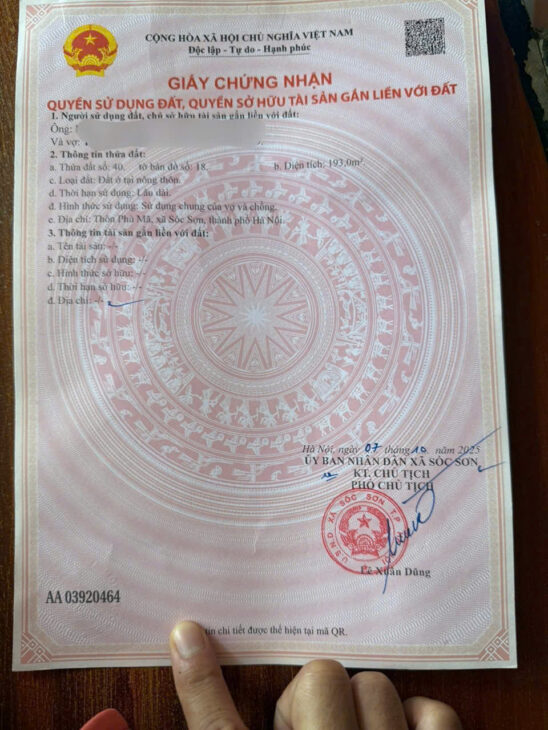 CỘNG HÒA XÃ HỘI CHỦ NGHĨA VIỆT NAM
Độc lập - Tự do - Hạnh phúc
GIẤY CHỨNG NHẬN
QUYỀN SỬ DỤNG ĐẤT, QUYỀN SỞ HỮU TÀI SẢN GẮN LIỀN VỚI ĐẤT
1. Người sử dụng đất, chủ sở hữu tài sản gắn liền với đất:
Ông:
Và vợ:
2. Thông tin thửa đất:
a. Thửa đất số: 40. tờ bản đồ số: 18. b. Diện tích: 193,0m².
c. Loại đất: Đất ở tại nông thôn.
d. Thời hạn sử dụng: Lâu dài.
đ. Hình thức sử dụng: Sử dụng chung của vợ và chồng.
e. Địa chỉ: Thôn Phù Mã, xã Sóc Sơn, thành phố Hà Nội.
3. Thông tin tài sản gắn liền với đất:
a. Tên tài sản: -/-
b. Diện tích sử dụng: -/-
c. Hình thức sở hữu: -/-
d. Thời hạn sở hữu: -/-
đ. Địa chỉ: -/-
Hà Nội, ngày 07 tháng 10 năm 2025
ỦY BAN NHÂN DÂN XÃ SÓC SƠN
KT. CHỦ TỊCH
PHÓ CHỦ TỊCH
U.B.N.D XÃ SÓC SƠN T.P
Lê Xuân Dũng
AA 03920464
tin chi tiết được thể hiện tại mã QR.